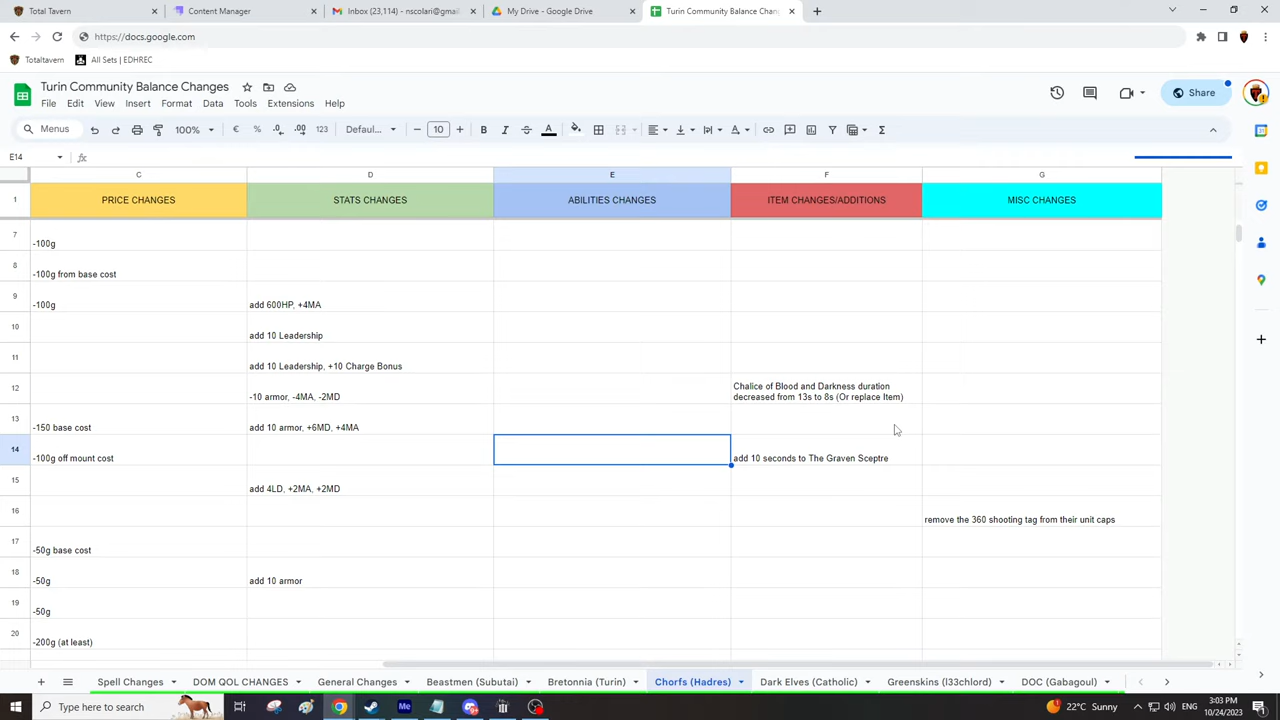 Total Tavern
Content Manager
Inbox (23,114) - nscolari@gmail
My Drive - Google Drive
Turin Community Balance Chan
https://docs.google.com
Totaltavern
All Sets | EDHREC
Turin Community Balance Changes
File Edit View Insert Format Data Tools Extensions Help
Share
Menus
100%
€ % .0 .00 123
Defaul...
10
B I A
E14
fx
C D E F G
1 PRICE CHANGES STATS CHANGES ABILITIES CHANGES ITEM CHANGES/ADDITIONS MISC CHANGES
7 -100g
8 -100g from base cost
9 -100g add 600HP, +4MA
10 add 10 Leadership
11 add 10 Leadership, +10 Charge Bonus
12 -10 armor, -4MA, -2MD Chalice of Blood and Darkness duration
decreased from 13s to 8s (Or replace Item)
13 -150 base cost add 10 armor, +6MD, +4MA
14 -100g off mount cost add 10 seconds to The Graven Sceptre
15 add 4LD, +2MA, +2MD
16 remove the 360 shooting tag from their unit caps
17 -50g base cost
18 -50g add 10 armor
19 -50g
20 -200g (at least)
Spell Changes DOM QOL CHANGES General Changes Beastmen (Subutai) Bretonnia (Turin) Chorfs (Hadres) Dark Elves (Catholic) Greenskins (l33chlord) DOC (Gabagoul)
Type here to search
Me
22°C Sunny
ENG
3:03 PM
10/24/2023